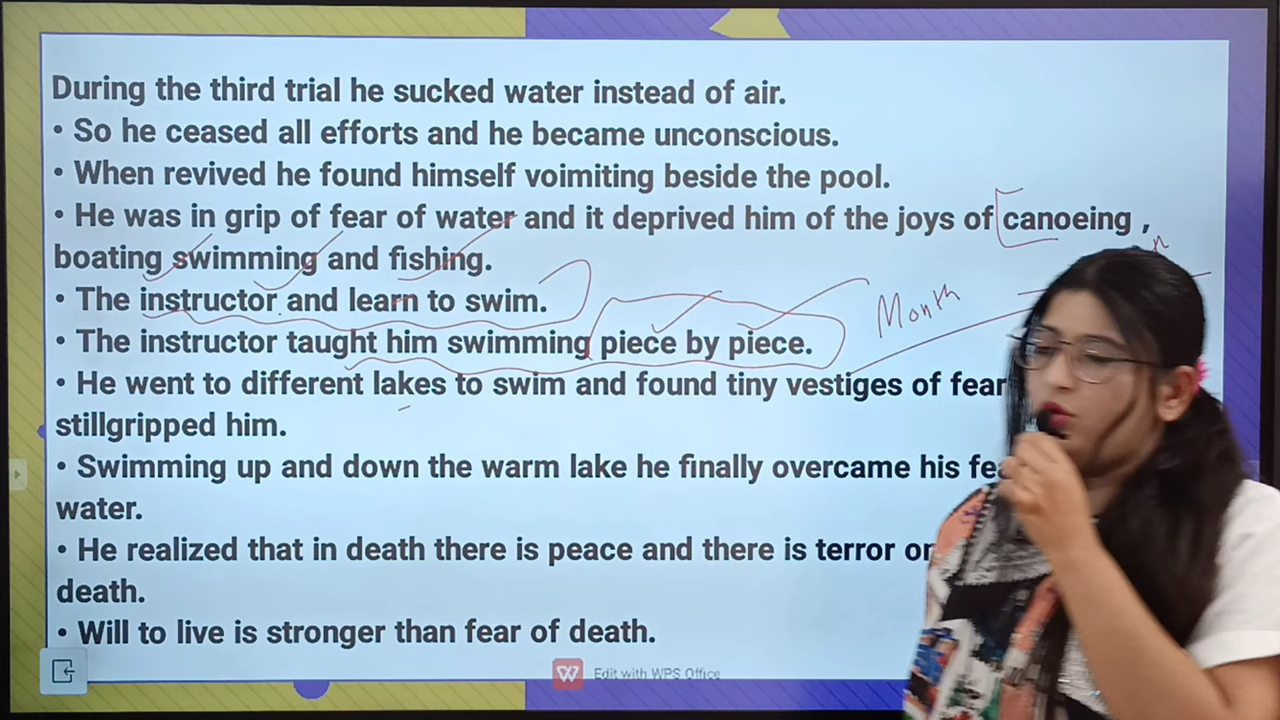 During the third trial he sucked water instead of air.
• So he ceased all efforts and he became unconscious.
• When revived he found himself voimiting beside the pool.
• He was in grip of fear of water and it deprived him of the joys of canoeing ,
boating swimming and fishing.
• The instructor and learn to swim.
• The instructor taught him swimming piece by piece.
Month
• He went to different lakes to swim and found tiny vestiges of fear
stillgripped him.
• Swimming up and down the warm lake he finally overcame his
water.
• He realized that in death there is peace and there is terror
death.
• Will to live is stronger than fear of death.
Edit with WPS Office